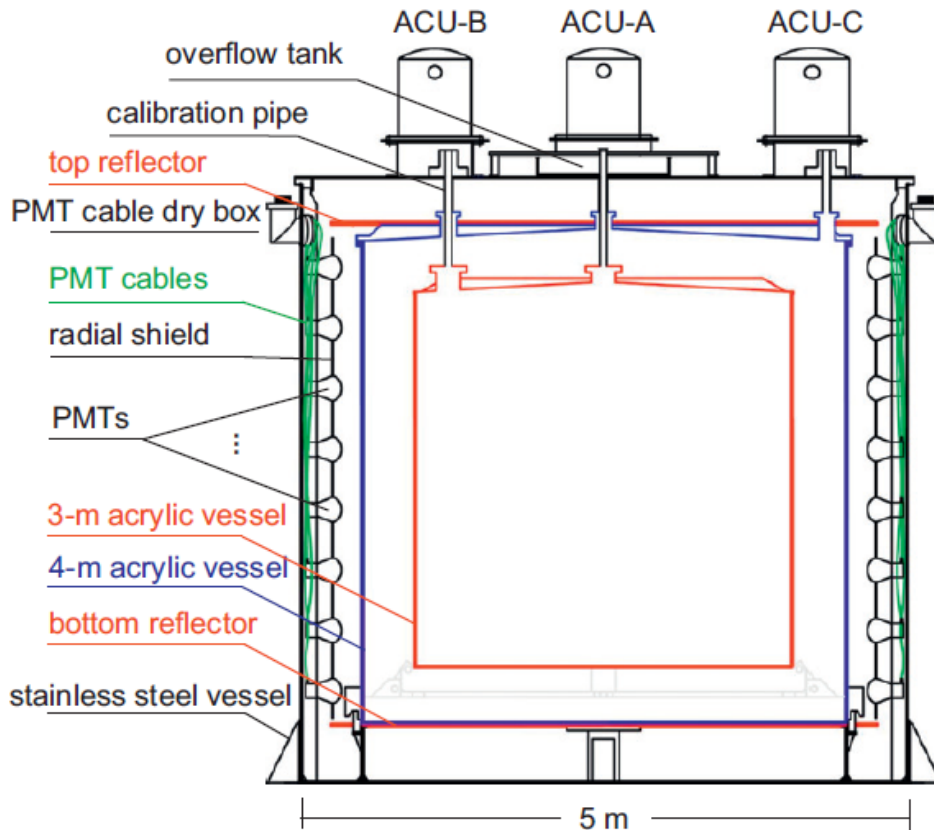 ACU-B
ACU-A
ACU-C
overflow tank
calibration pipe
top reflector
PMT cable dry box
PMT cables
radial shield
PMTs
⋮
3-m acrylic vessel
4-m acrylic vessel
bottom reflector
stainless steel vessel
5 m